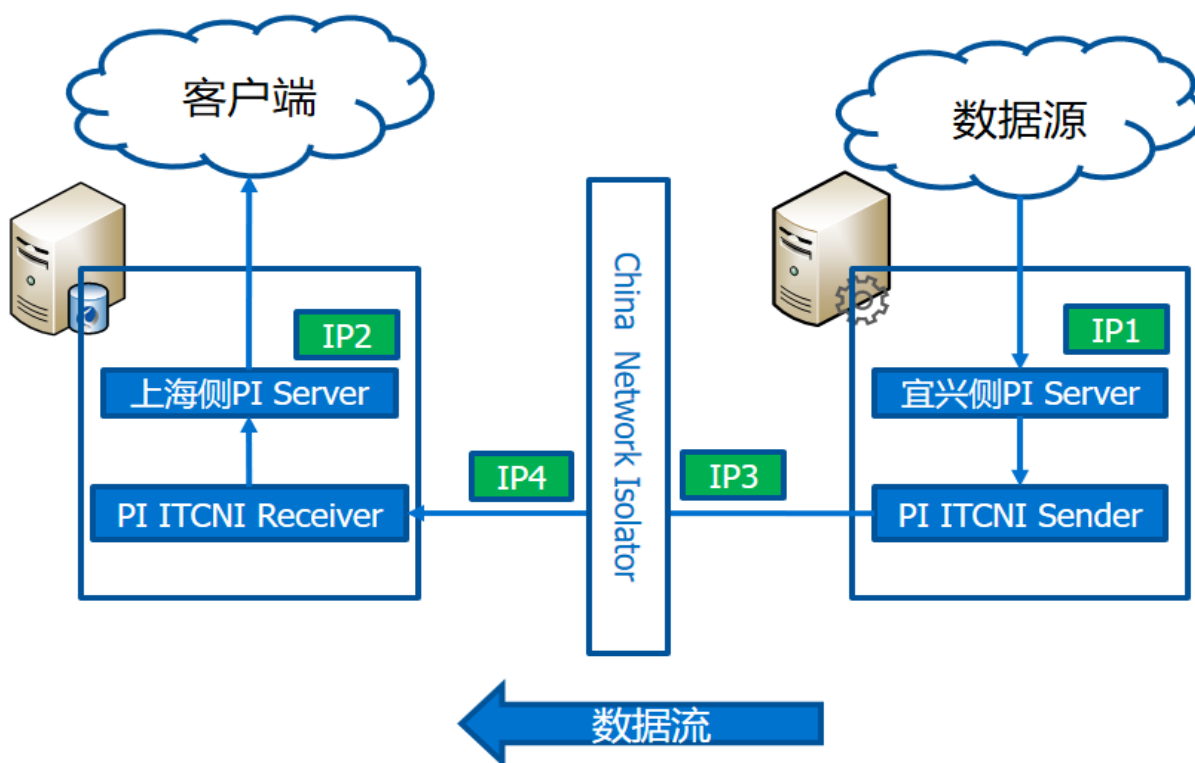 客户端
数据源
IP2
IP1
上海侧PI Server
宜兴侧PI Server
China Network Isolator
IP4
IP3
PI ITCNI Receiver
PI ITCNI Sender
数据流